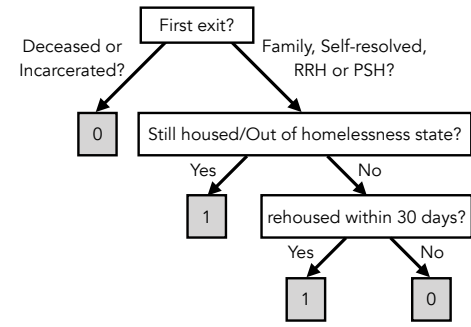 First exit?
Deceased or
Incarcerated?
Family, Self-resolved,
RRH or PSH?
0
Still housed/Out of homelessness state?
Yes
No
1
rehoused within 30 days?
Yes
No
1
0